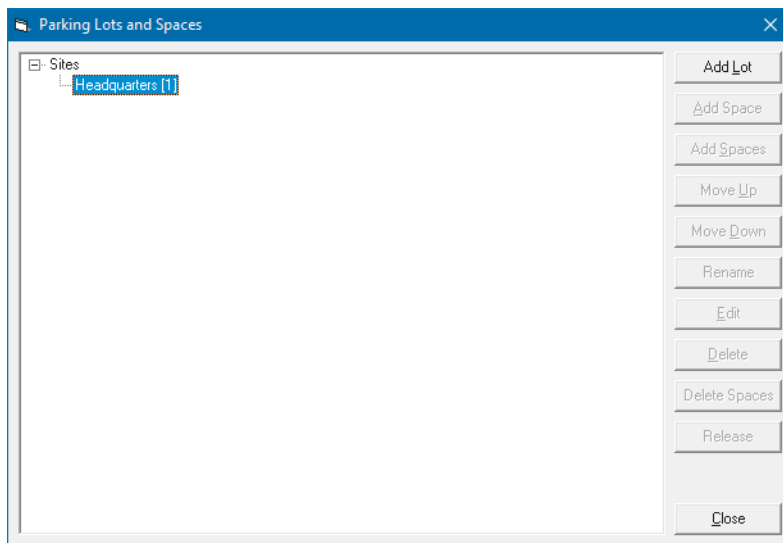 Parking Lots and Spaces
Sites
Headquarters [1]
Add Lot
Add Space
Add Spaces
Move Up
Move Down
Rename
Edit
Delete
Delete Spaces
Release
Close